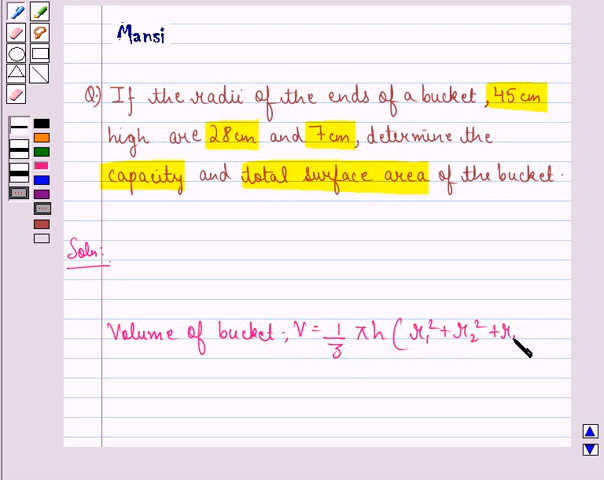 Mansi
Q.) If the radii of the ends of a bucket, 45 cm
high are 28 cm and 7 cm, determine the
capacity and total surface area of the bucket.
Soln:
Volume of bucket, V = 1/3 πh ( r₁² + r₂² + r